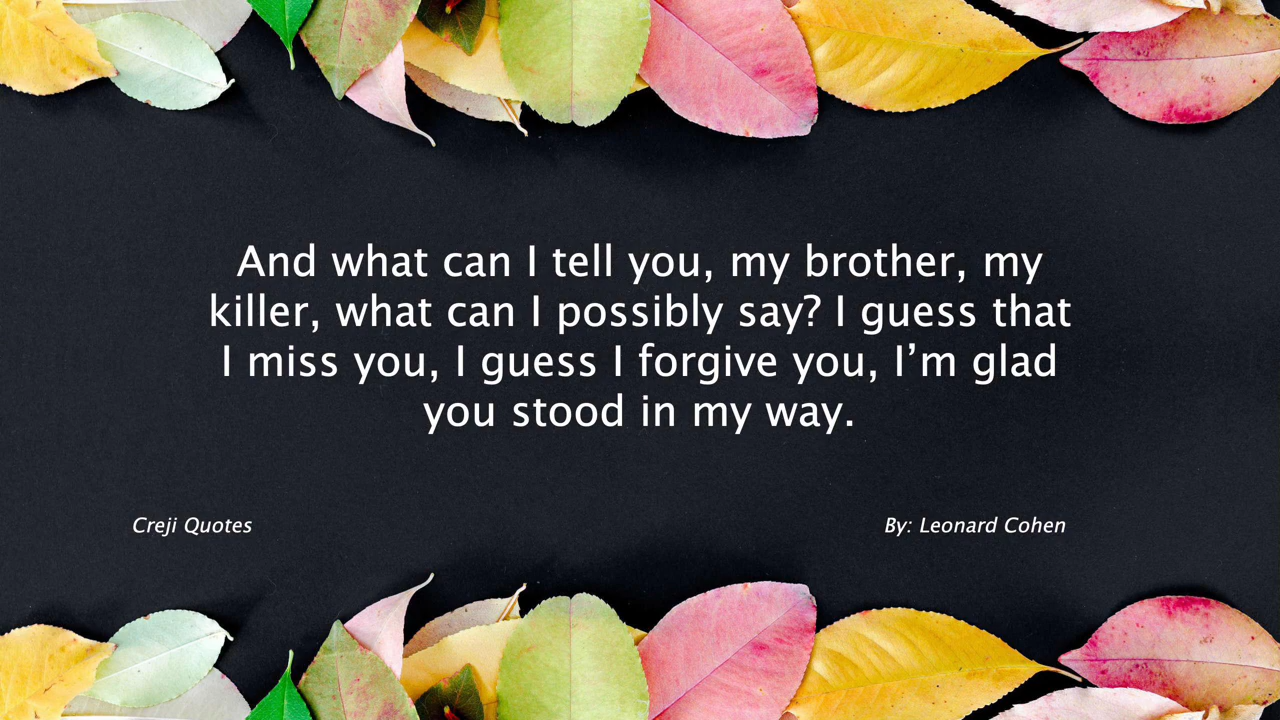 And what can I tell you, my brother, my
killer, what can I possibly say? I guess that
I miss you, I guess I forgive you, I’m glad
you stood in my way.
Creji Quotes
By: Leonard Cohen